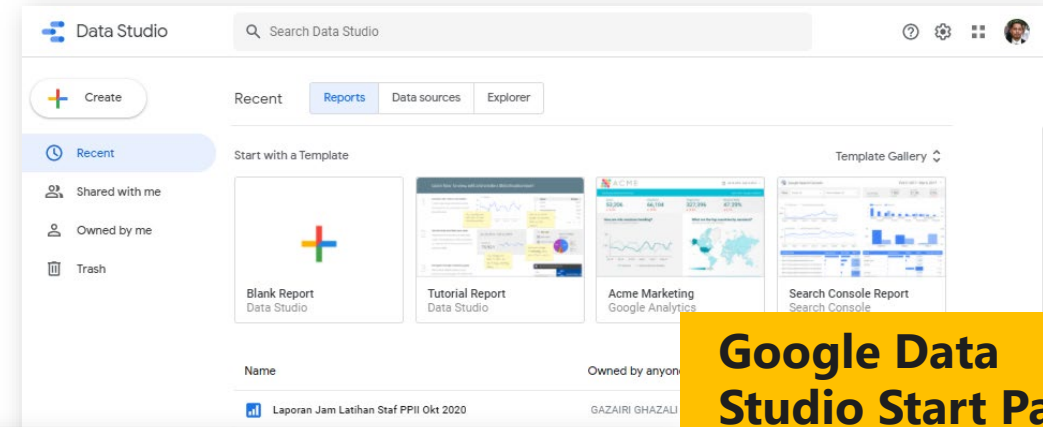 Data Studio
Search Data Studio
Create
Recent
Reports
Data sources
Explorer
Recent
Shared with me
Owned by me
Trash
Start with a Template
Template Gallery
ACME
Blank Report
Data Studio
Tutorial Report
Data Studio
Acme Marketing
Google Analytics
Search Console Report
Search Console
Name
Owned by anyone
Laporan Jam Latihan Staf PPII Okt 2020
GAZAIRI GHAZALI
Google Data
Studio Start Pa